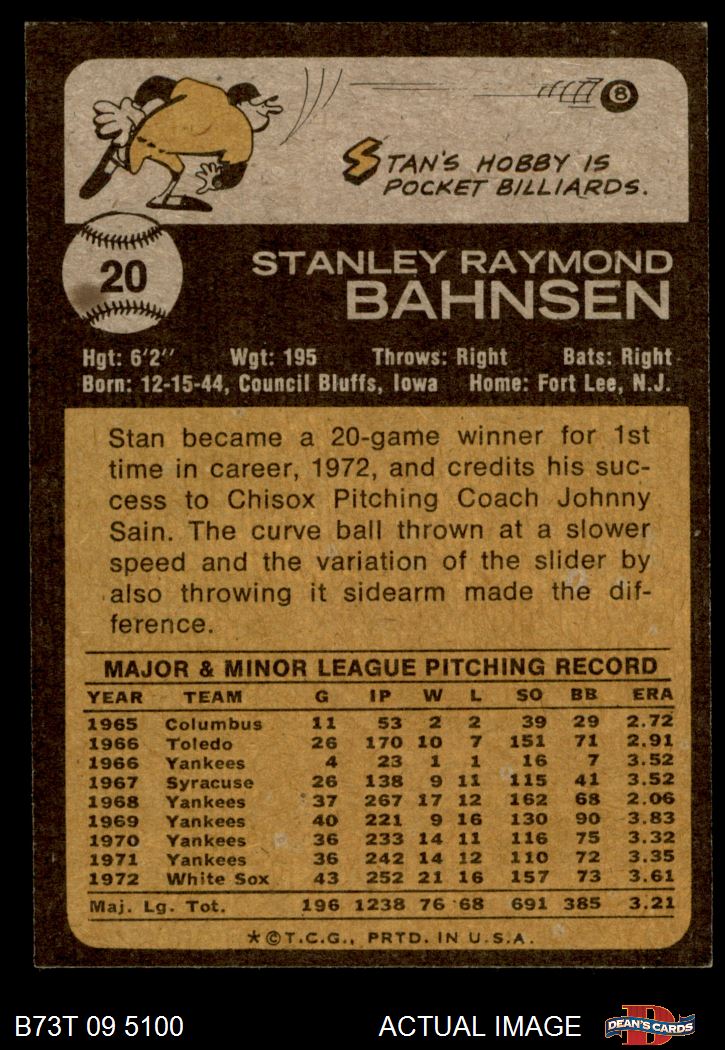 8
STAN'S HOBBY IS
POCKET BILLIARDS.
20
STANLEY RAYMOND
BAHNSEN
Hgt: 6'2" Wgt: 195 Throws: Right Bats: Right
Born: 12-15-44, Council Bluffs, Iowa Home: Fort Lee, N.J.
Stan became a 20-game winner for 1st
time in career, 1972, and credits his suc-
cess to Chisox Pitching Coach Johnny
Sain. The curve ball thrown at a slower
speed and the variation of the slider by
also throwing it sidearm made the dif-
ference.
MAJOR & MINOR LEAGUE PITCHING RECORD
YEAR TEAM G IP W L SO BB ERA
1965 Columbus 11 53 2 2 39 29 2.72
1966 Toledo 26 170 10 7 151 71 2.91
1966 Yankees 4 23 1 1 16 7 3.52
1967 Syracuse 26 138 9 11 115 41 3.52
1968 Yankees 37 267 17 12 162 68 2.06
1969 Yankees 40 221 9 16 130 90 3.83
1970 Yankees 36 233 14 11 116 75 3.32
1971 Yankees 36 242 14 12 110 72 3.35
1972 White Sox 43 252 21 16 157 73 3.61
Maj. Lg. Tot. 196 1238 76 68 691 385 3.21
*©T.C.G., PRTD. IN U.S.A.
B73T 09 5100 ACTUAL IMAGE DEAN'S CARDS